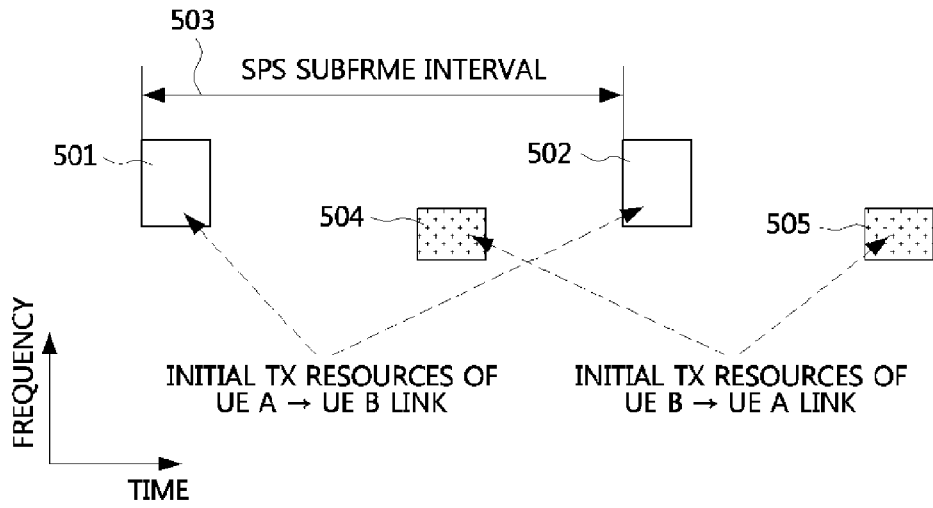 503
SPS SUBFRME INTERVAL
501
502
504
505
FREQUENCY
TIME
INITIAL TX RESOURCES OF
UE A → UE B LINK
INITIAL TX RESOURCES OF
UE B → UE A LINK